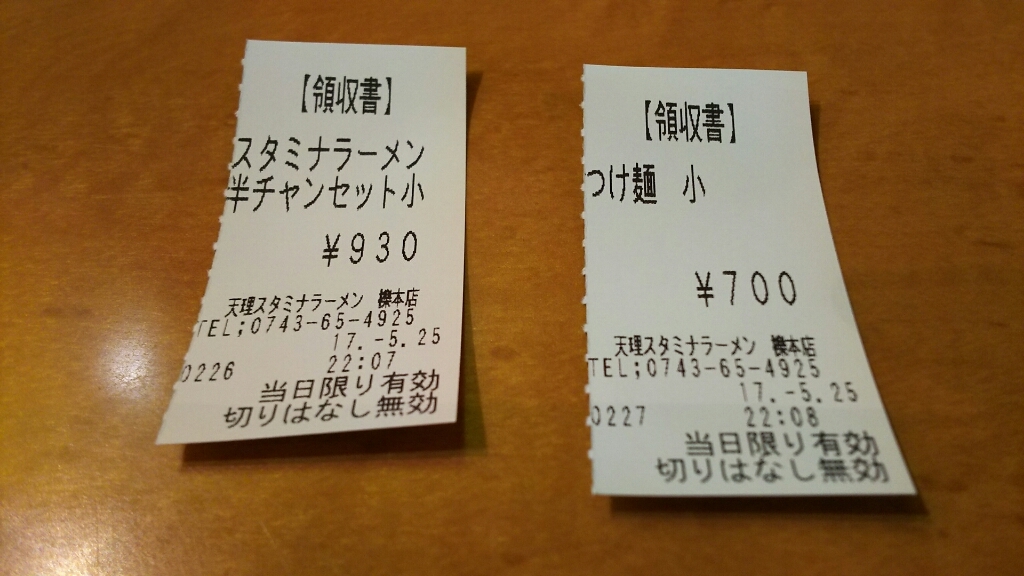 【領収書】
スタミナラーメン
半チャンセット小
¥930
天理スタミナラーメン 櫟本店
TEL;0743-65-4925
17.-5.25
0226 22:07
当日限り有効
切りはなし無効
【領収書】
つけ麺 小
¥700
天理スタミナラーメン 櫟本店
TEL;0743-65-4925
17.-5.25
0227 22:08
当日限り有効
切りはなし無効